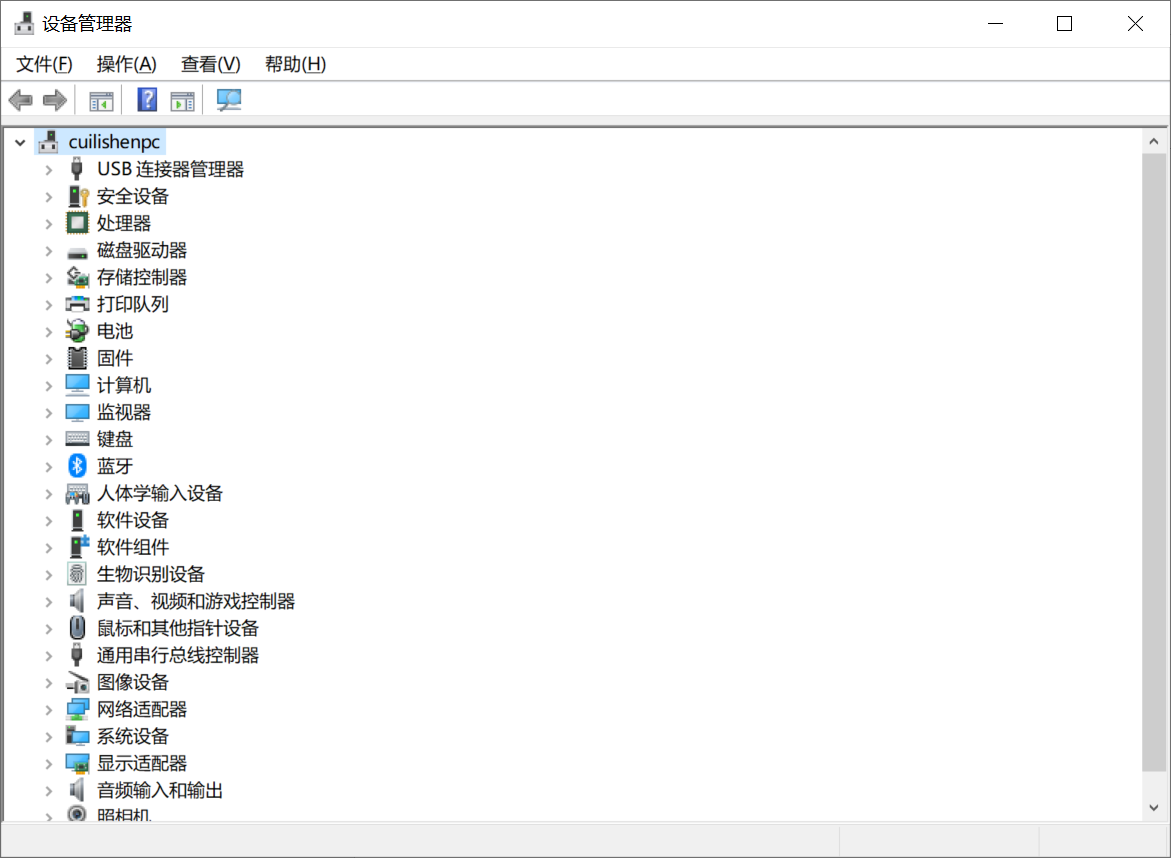 设备管理器
文件(F) 操作(A) 查看(V) 帮助(H)
cuilishenpc
USB 连接器管理器
安全设备
处理器
磁盘驱动器
存储控制器
打印队列
电池
固件
计算机
监视器
键盘
蓝牙
人体学输入设备
软件设备
软件组件
生物识别设备
声音、视频和游戏控制器
鼠标和其他指针设备
通用串行总线控制器
图像设备
网络适配器
系统设备
显示适配器
音频输入和输出
照相机